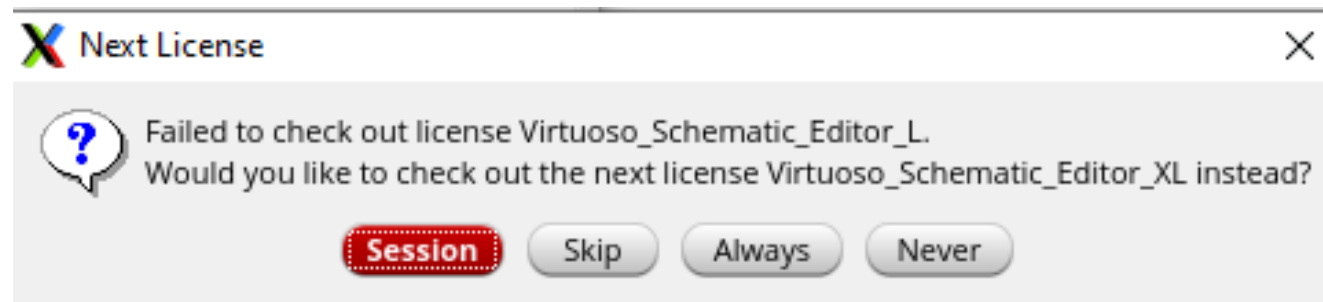 Next License
Failed to check out license Virtuoso_Schematic_Editor_L.
Would you like to check out the next license Virtuoso_Schematic_Editor_XL instead?
Session Skip Always Never